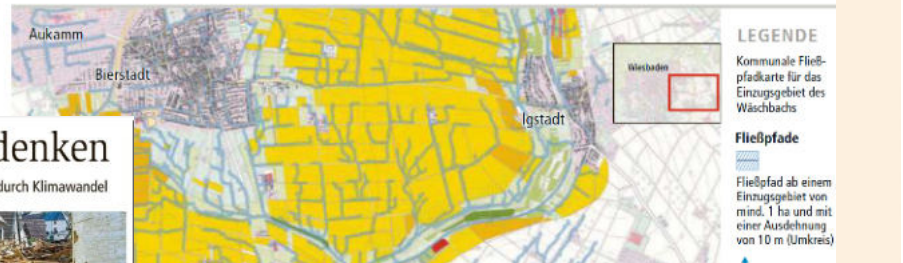 Aukamm
Bierstadt
Igstadt
Wiesbaden
denken
durch Klimawandel
LEGENDE
Kommunale Fließ-
pfadkarte für das
Einzugsgebiet des
Wäschbachs
Fließpfade
Fließpfad ab einem
Einzugsgebiet von
mind. 1 ha und mit
einer Ausdehnung
von 10 m (Umkreis)